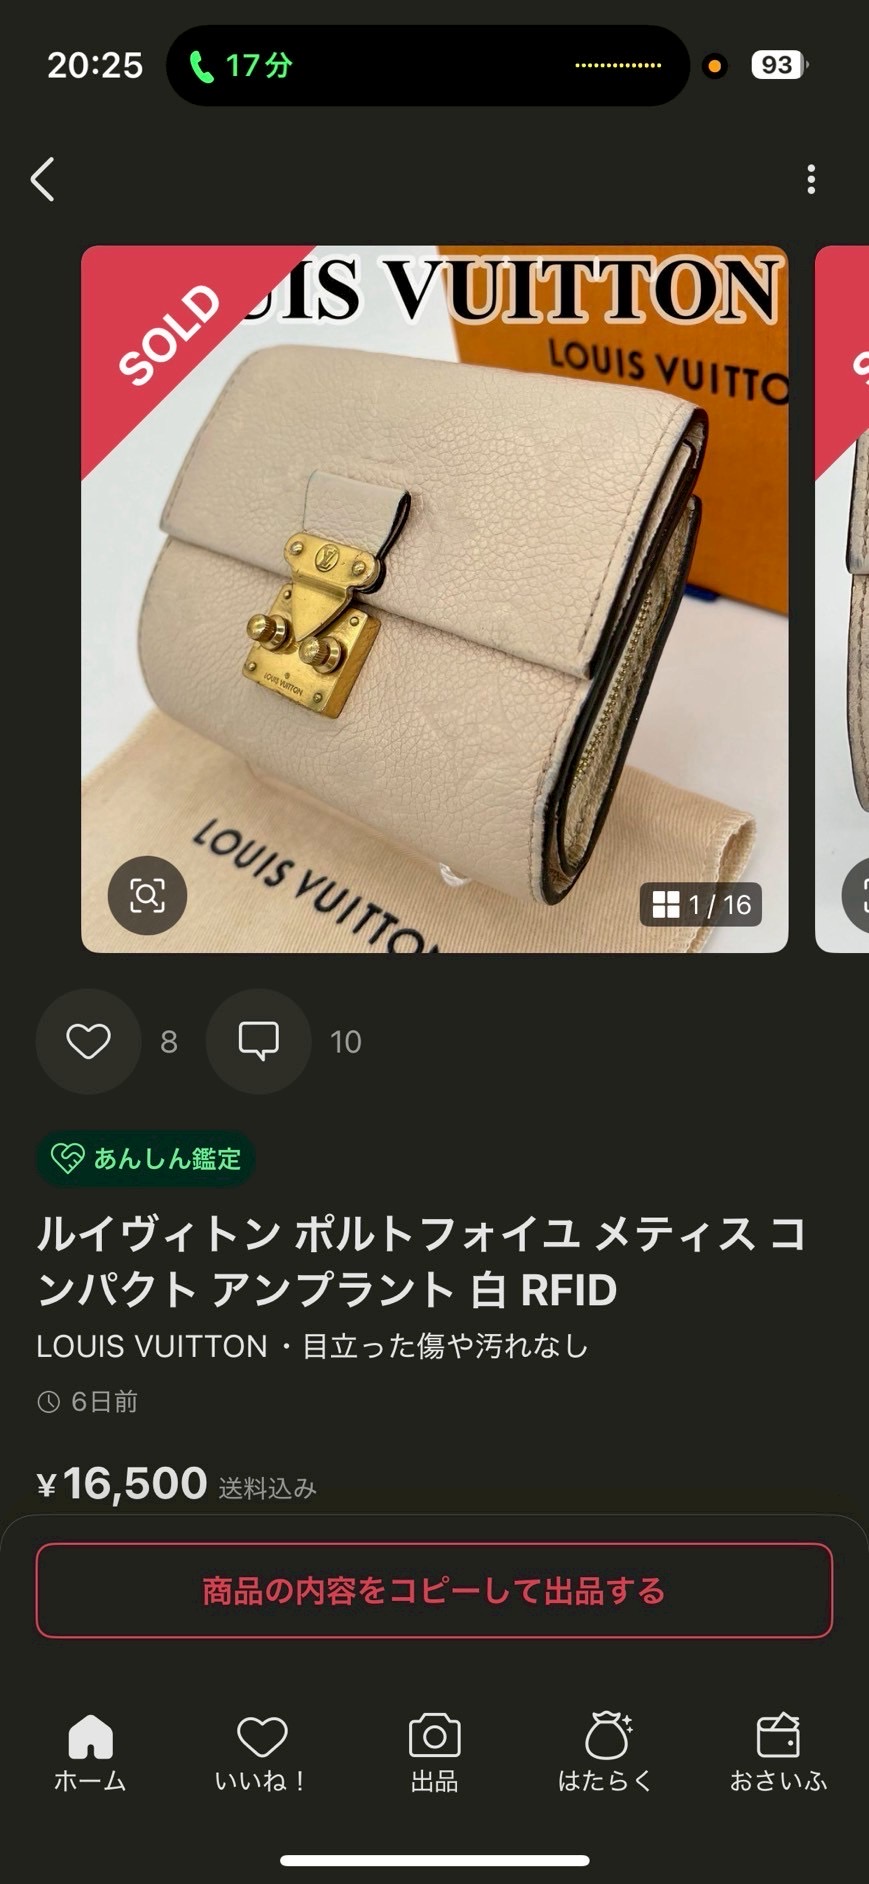 20:25
17分
93
SOLD
UIS VUITTON
LOUIS VUITTO
LOUIS VUITTON
LOUIS VUITTON
1 / 16
8
10
あんしん鑑定
ルイヴィトン ポルトフォイユ メティス コ
ンパクト アンプラント 白 RFID
LOUIS VUITTON・目立った傷や汚れなし
6日前
¥16,500 送料込み
商品の内容をコピーして出品する
ホーム
いいね！
出品
はたらく
おさいふ